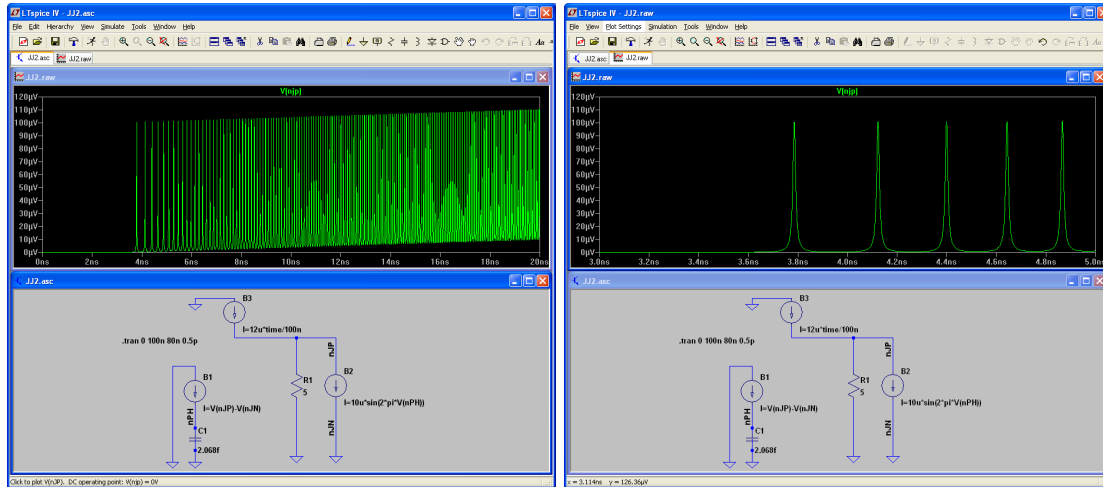 LTspice IV - JJ2.asc
File Edit Hierarchy View Simulate Tools Window Help
JJ2.asc JJ2.raw
JJ2.raw
V(njp)
120µV
110µV
100µV
90µV
80µV
70µV
60µV
50µV
40µV
30µV
20µV
10µV
0µV
0ns 2ns 4ns 6ns 8ns 10ns 12ns 14ns 16ns 18ns 20ns
JJ2.asc
B3
I=12u*time/100n
.tran 0 100n 80n 0.5p
nJP
B1
R1
B2
5
I=V(nJP)-V(nJN)
I=10u*sin(2*pi*V(nPH))
nPH
nJN
C1
2.068f
Click to plot V(nJP). DC operating point: V(njp) = 0V
LTspice IV - JJ2.raw
File View Plot Settings Simulation Tools Window Help
JJ2.asc JJ2.raw
JJ2.raw
V(njp)
120µV
110µV
100µV
90µV
80µV
70µV
60µV
50µV
40µV
30µV
20µV
10µV
0µV
3.0ns 3.2ns 3.4ns 3.6ns 3.8ns 4.0ns 4.2ns 4.4ns 4.6ns 4.8ns 5.0ns
JJ2.asc
B3
I=12u*time/100n
.tran 0 100n 80n 0.5p
nJP
B1
R1
B2
5
I=V(nJP)-V(nJN)
I=10u*sin(2*pi*V(nPH))
nPH
nJN
C1
2.068f
x = 3.114ns y = 126.36µV